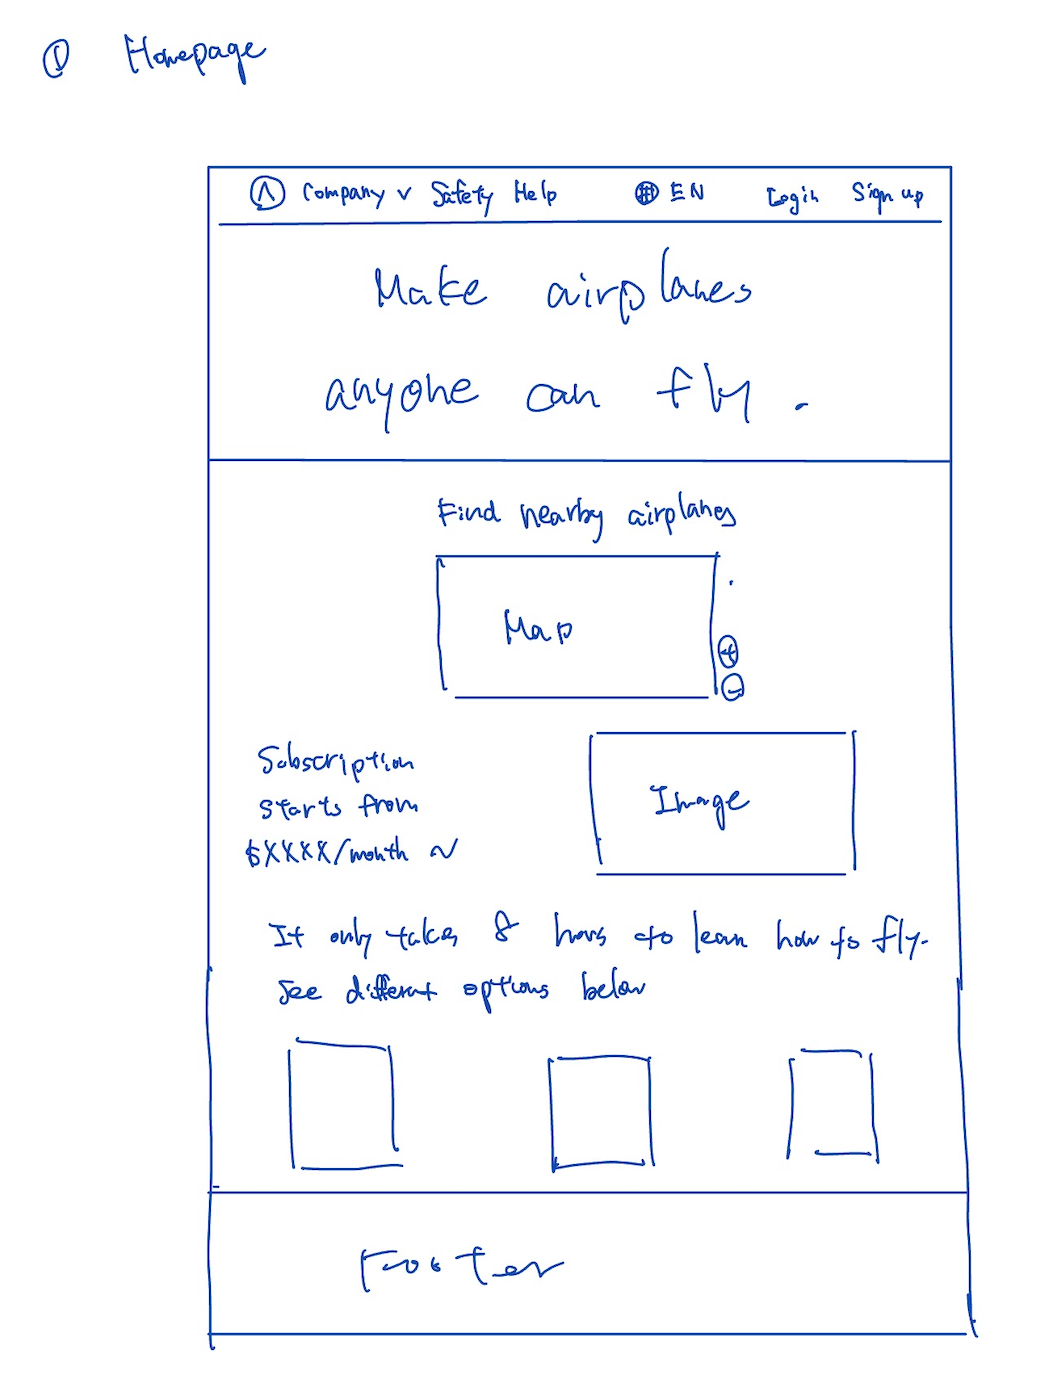 ① Homepage
Company v Safety Help EN Login Sign up
Make airplanes
anyone can fly.
Find nearby airplanes
Map
+
-
Subscription
starts from
$XXXX/month ~
Image
It only takes 8 hours to learn how to fly.
See different options below
Footer